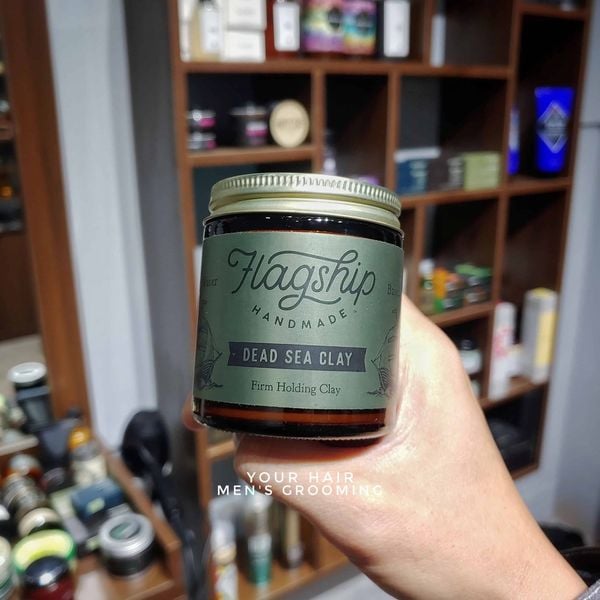 Flagship
HANDMADE
DEAD SEA CLAY
Firm Holding Clay
YOUR HAIR
MEN'S GROOMING